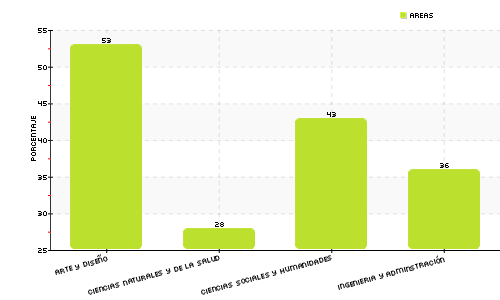 AREAS
55
50
45
40
35
30
25
PORCENTAJE
53
28
43
36
ARTE Y DISEÑO
CIENCIAS NATURALES Y DE LA SALUD
CIENCIAS SOCIALES Y HUMANIDADES
INGENIERIA Y ADMINSTRACIÓN